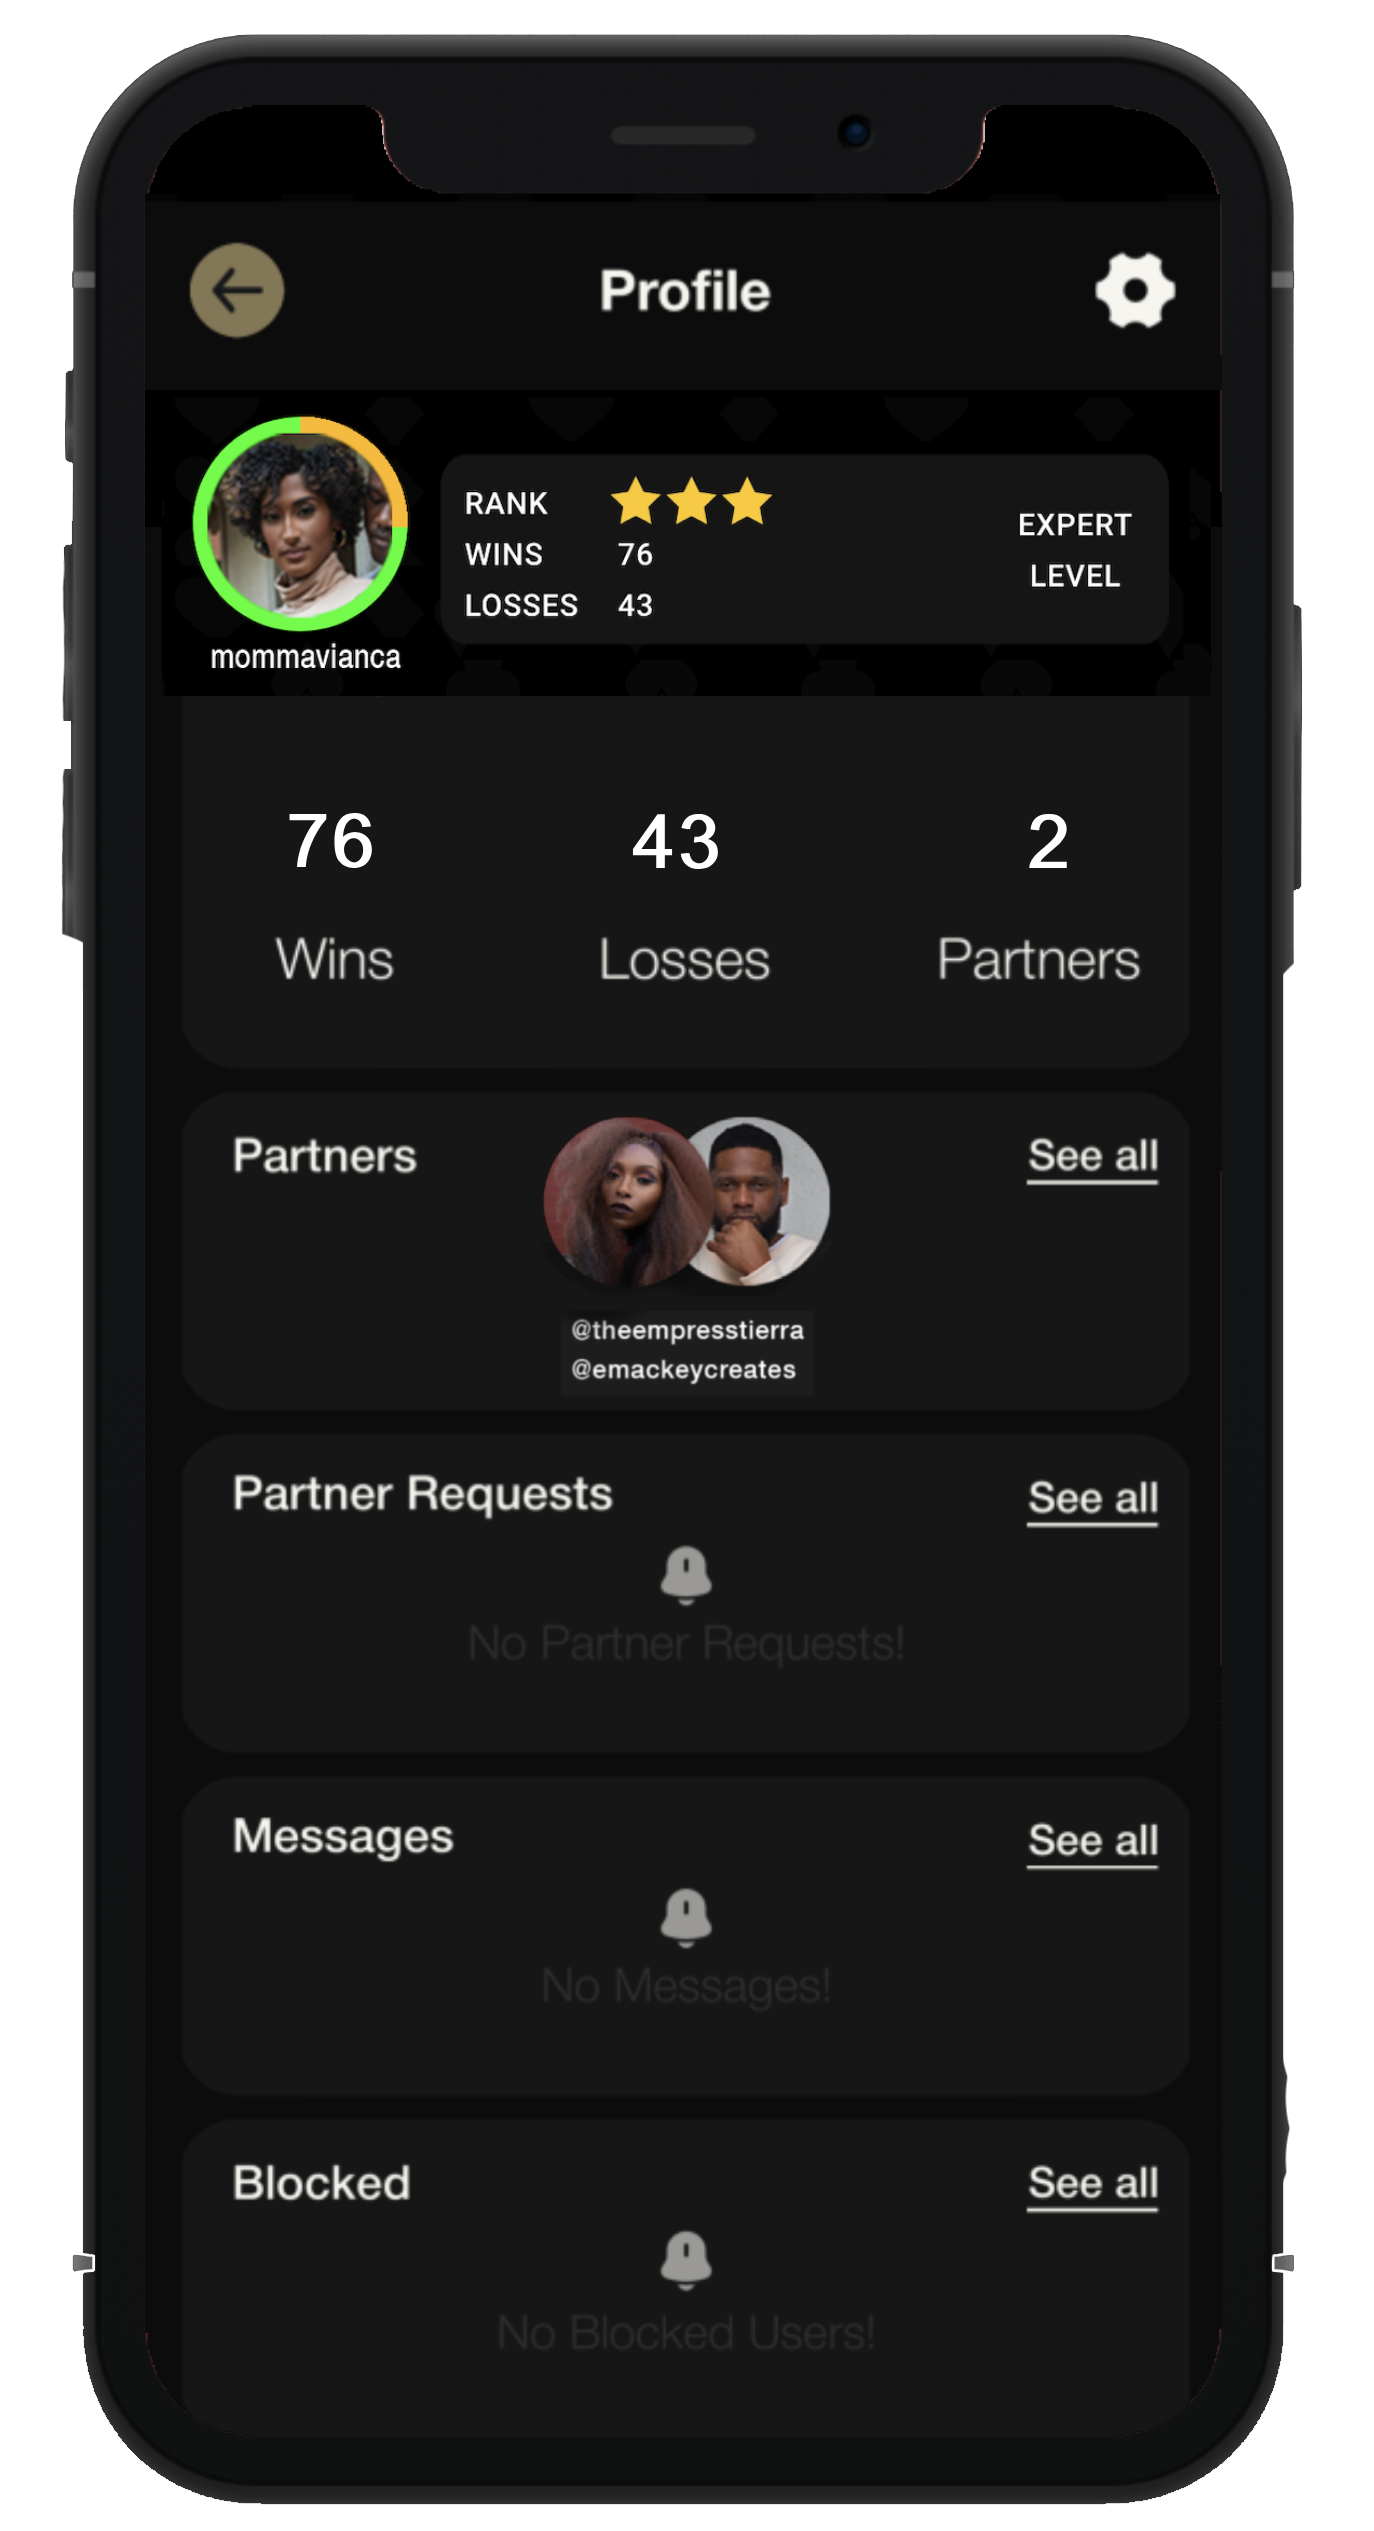 Profile
RANK
WINS 76
LOSSES 43
EXPERT
LEVEL
mommavianca
76 43 2
Wins Losses Partners
Partners See all
@theempresstierra
@emackeycreates
Partner Requests See all
No Partner Requests!
Messages See all
No Messages!
Blocked See all
No Blocked Users!